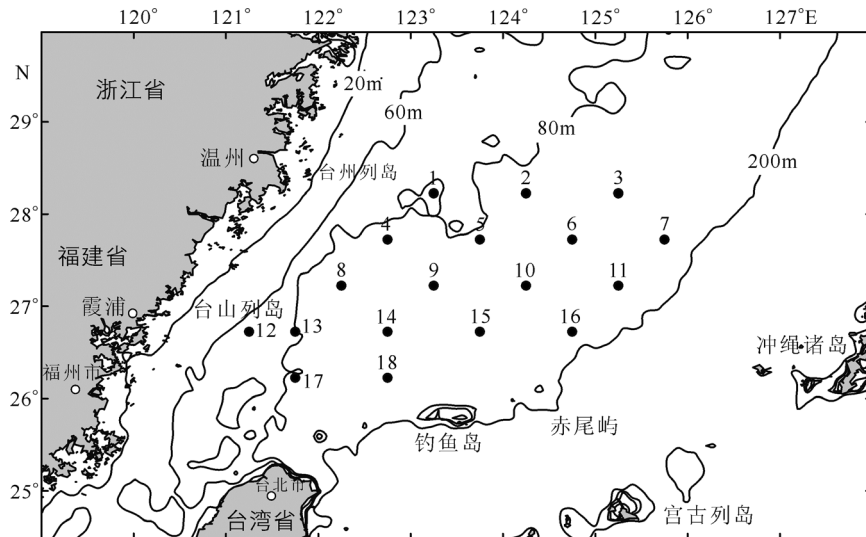 120° 121° 122° 123° 124° 125° 126° 127°E
N
20m
浙江省
60m
29°
80m
温州
200m
台州列岛
1 2 3
28°
4 5 6 7
福建省
8 9 10 11
27°
霞浦
台山列岛
12 13 14 15 16
冲绳诸岛
福州市
17 18
26°
赤尾屿
钓鱼岛
25°
台北市
宫古列岛
台湾省